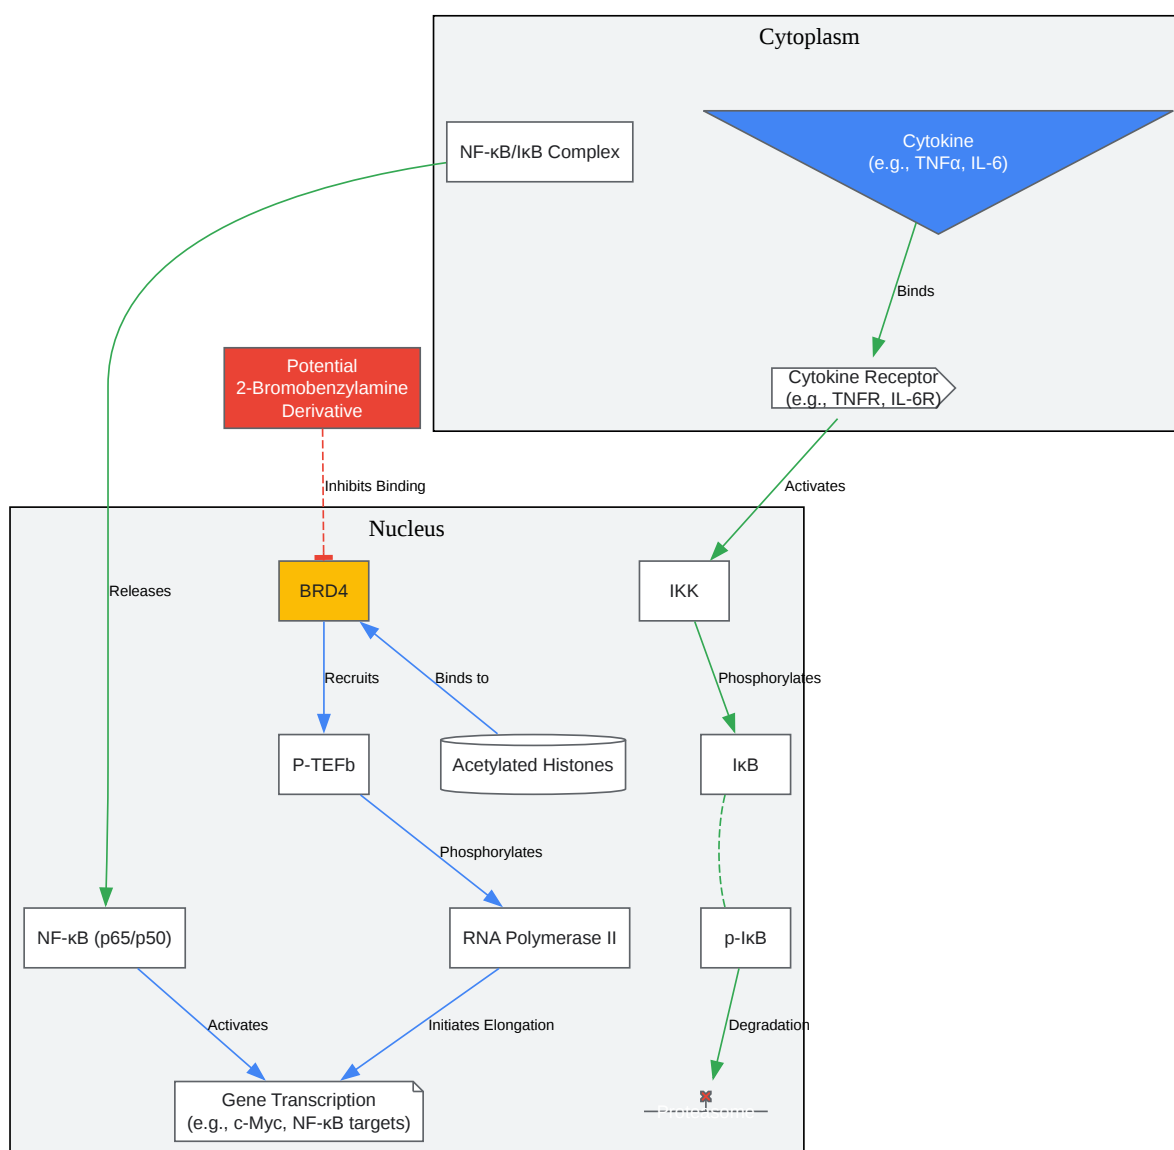 Cytoplasm
NF-κB/IκB Complex
Cytokine
(e.g., TNFα, IL-6)
Binds
Potential
2-Bromobenzylamine
Derivative
Cytokine Receptor
(e.g., TNFR, IL-6R)
Inhibits Binding
Activates
Nucleus
Releases
BRD4
IKK
Recruits
Binds to
Phosphorylates
P-TEFb
Acetylated Histones
IκB
Phosphorylates
NF-κB (p65/p50)
RNA Polymerase II
p-IκB
Activates
Initiates Elongation
Degradation
Gene Transcription
(e.g., c-Myc, NF-κB targets)
Proteasome